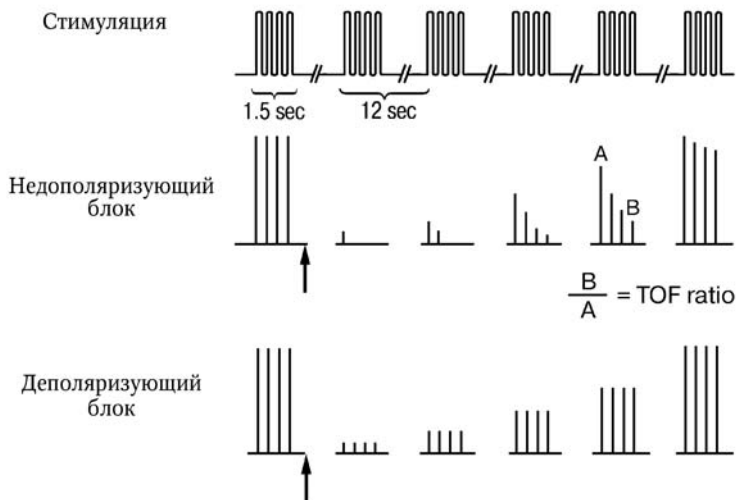 Стимуляция
1.5 sec
12 sec
Недополяризующий
блок
A
B
B
A
= TOF ratio
Деполяризующий
блок